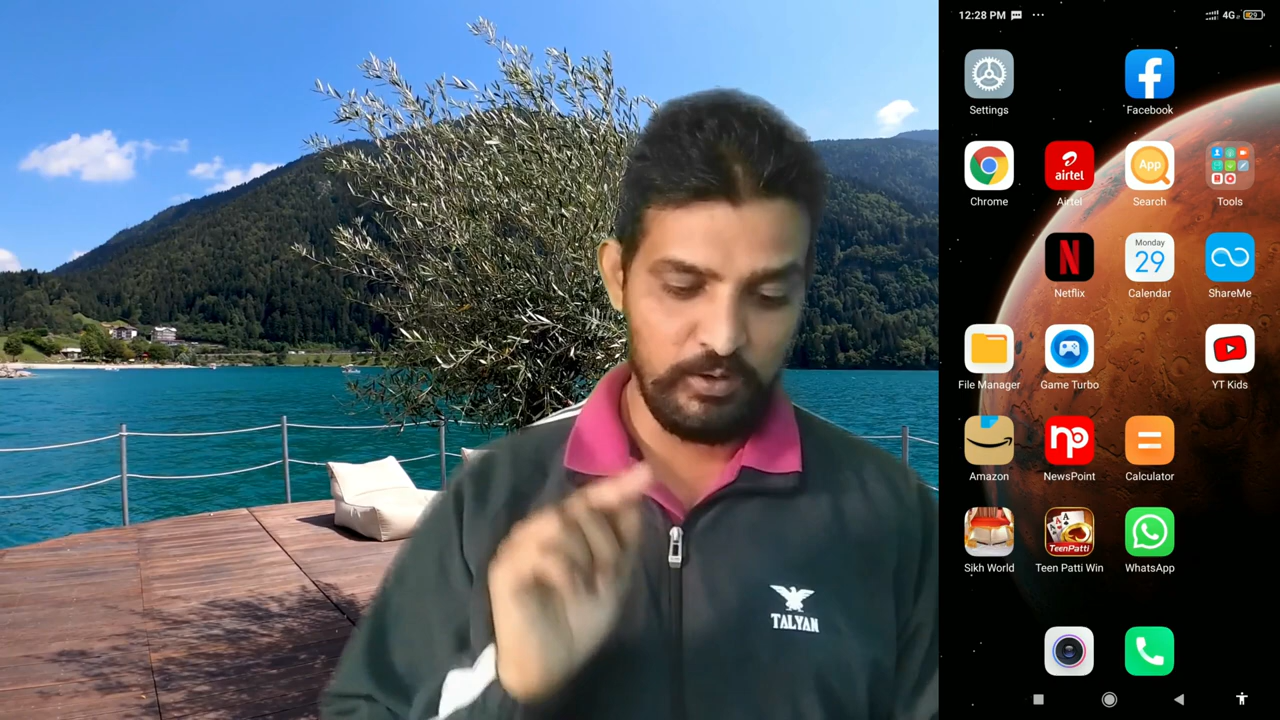 12:28 PM
4G
29
Settings
Facebook
airtel
App
Chrome
Airtel
Search
Tools
Monday
29
Netflix
Calendar
ShareMe
File Manager
Game Turbo
YT Kids
np
Amazon
NewsPoint
Calculator
TeenPatti
Sikh World
Teen Patti Win
WhatsApp
TALYAN